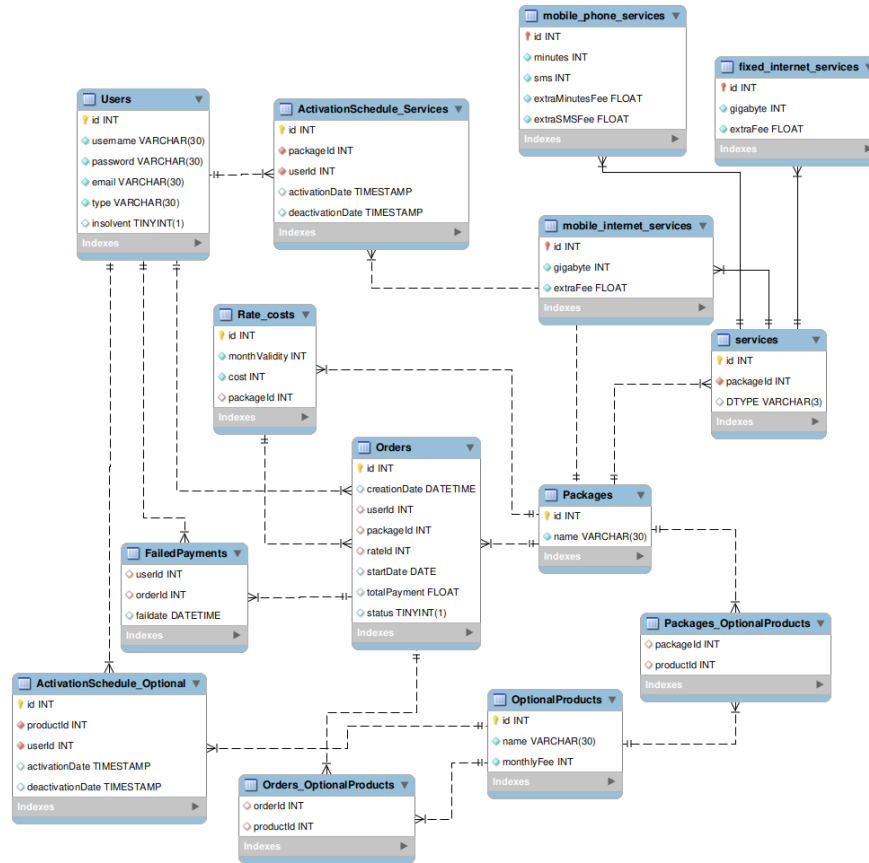 mobile_phone_services
id INT
minutes INT
sms INT
extraMinutesFee FLOAT
extraSMSFee FLOAT
Indexes
fixed_internet_services
id INT
gigabyte INT
extraFee FLOAT
Indexes
Users
id INT
username VARCHAR(30)
password VARCHAR(30)
email VARCHAR(30)
type VARCHAR(30)
insolvent TINYINT(1)
Indexes
ActivationSchedule_Services
id INT
packageId INT
userId INT
activationDate TIMESTAMP
deactivationDate TIMESTAMP
Indexes
mobile_internet_services
id INT
gigabyte INT
extraFee FLOAT
Indexes
Rate_costs
id INT
monthValidity INT
cost INT
packageId INT
Indexes
services
id INT
packageId INT
DTYPE VARCHAR(3)
Indexes
Orders
id INT
creationDate DATETIME
userId INT
packageId INT
rateId INT
startDate DATE
totalPayment FLOAT
status TINYINT(1)
Indexes
Packages
id INT
name VARCHAR(30)
Indexes
FailedPayments
userId INT
orderId INT
faildate DATETIME
Indexes
Packages_OptionalProducts
packageId INT
productId INT
Indexes
ActivationSchedule_Optional
id INT
productId INT
userId INT
activationDate TIMESTAMP
deactivationDate TIMESTAMP
Indexes
OptionalProducts
id INT
name VARCHAR(30)
monthlyFee INT
Indexes
Orders_OptionalProducts
orderId INT
productId INT
Indexes